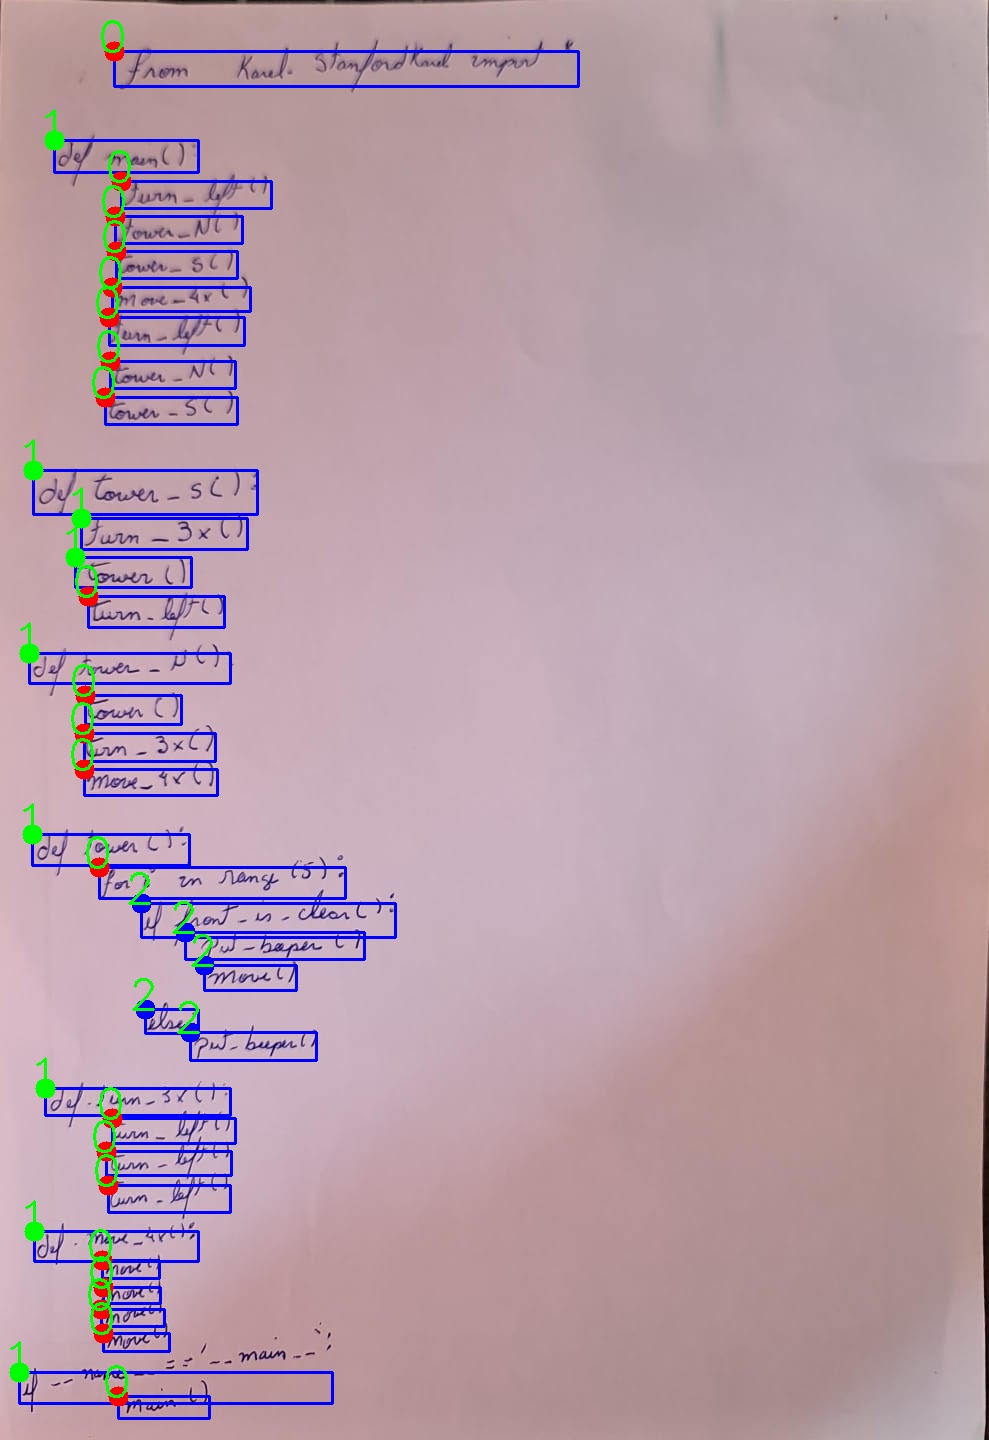 from Karel. Stanfordkarel import *
def main():
turn_left()
tower_N()
tower_S()
move_4x()
turn_left()
tower_N()
tower_S()
def tower_S():
turn_3x()
tower()
turn_left()
def tower_N():
tower()
turn_3x()
move_4x()
def tower():
for i in range (5):
if front_is_clear():
put_beeper()
move()
else:
put_beeper()
def turn_3x():
turn_left()
turn_left()
turn_left()
def move_4x():
move()
move()
move()
move()
if __name__ == '__main__':
main()